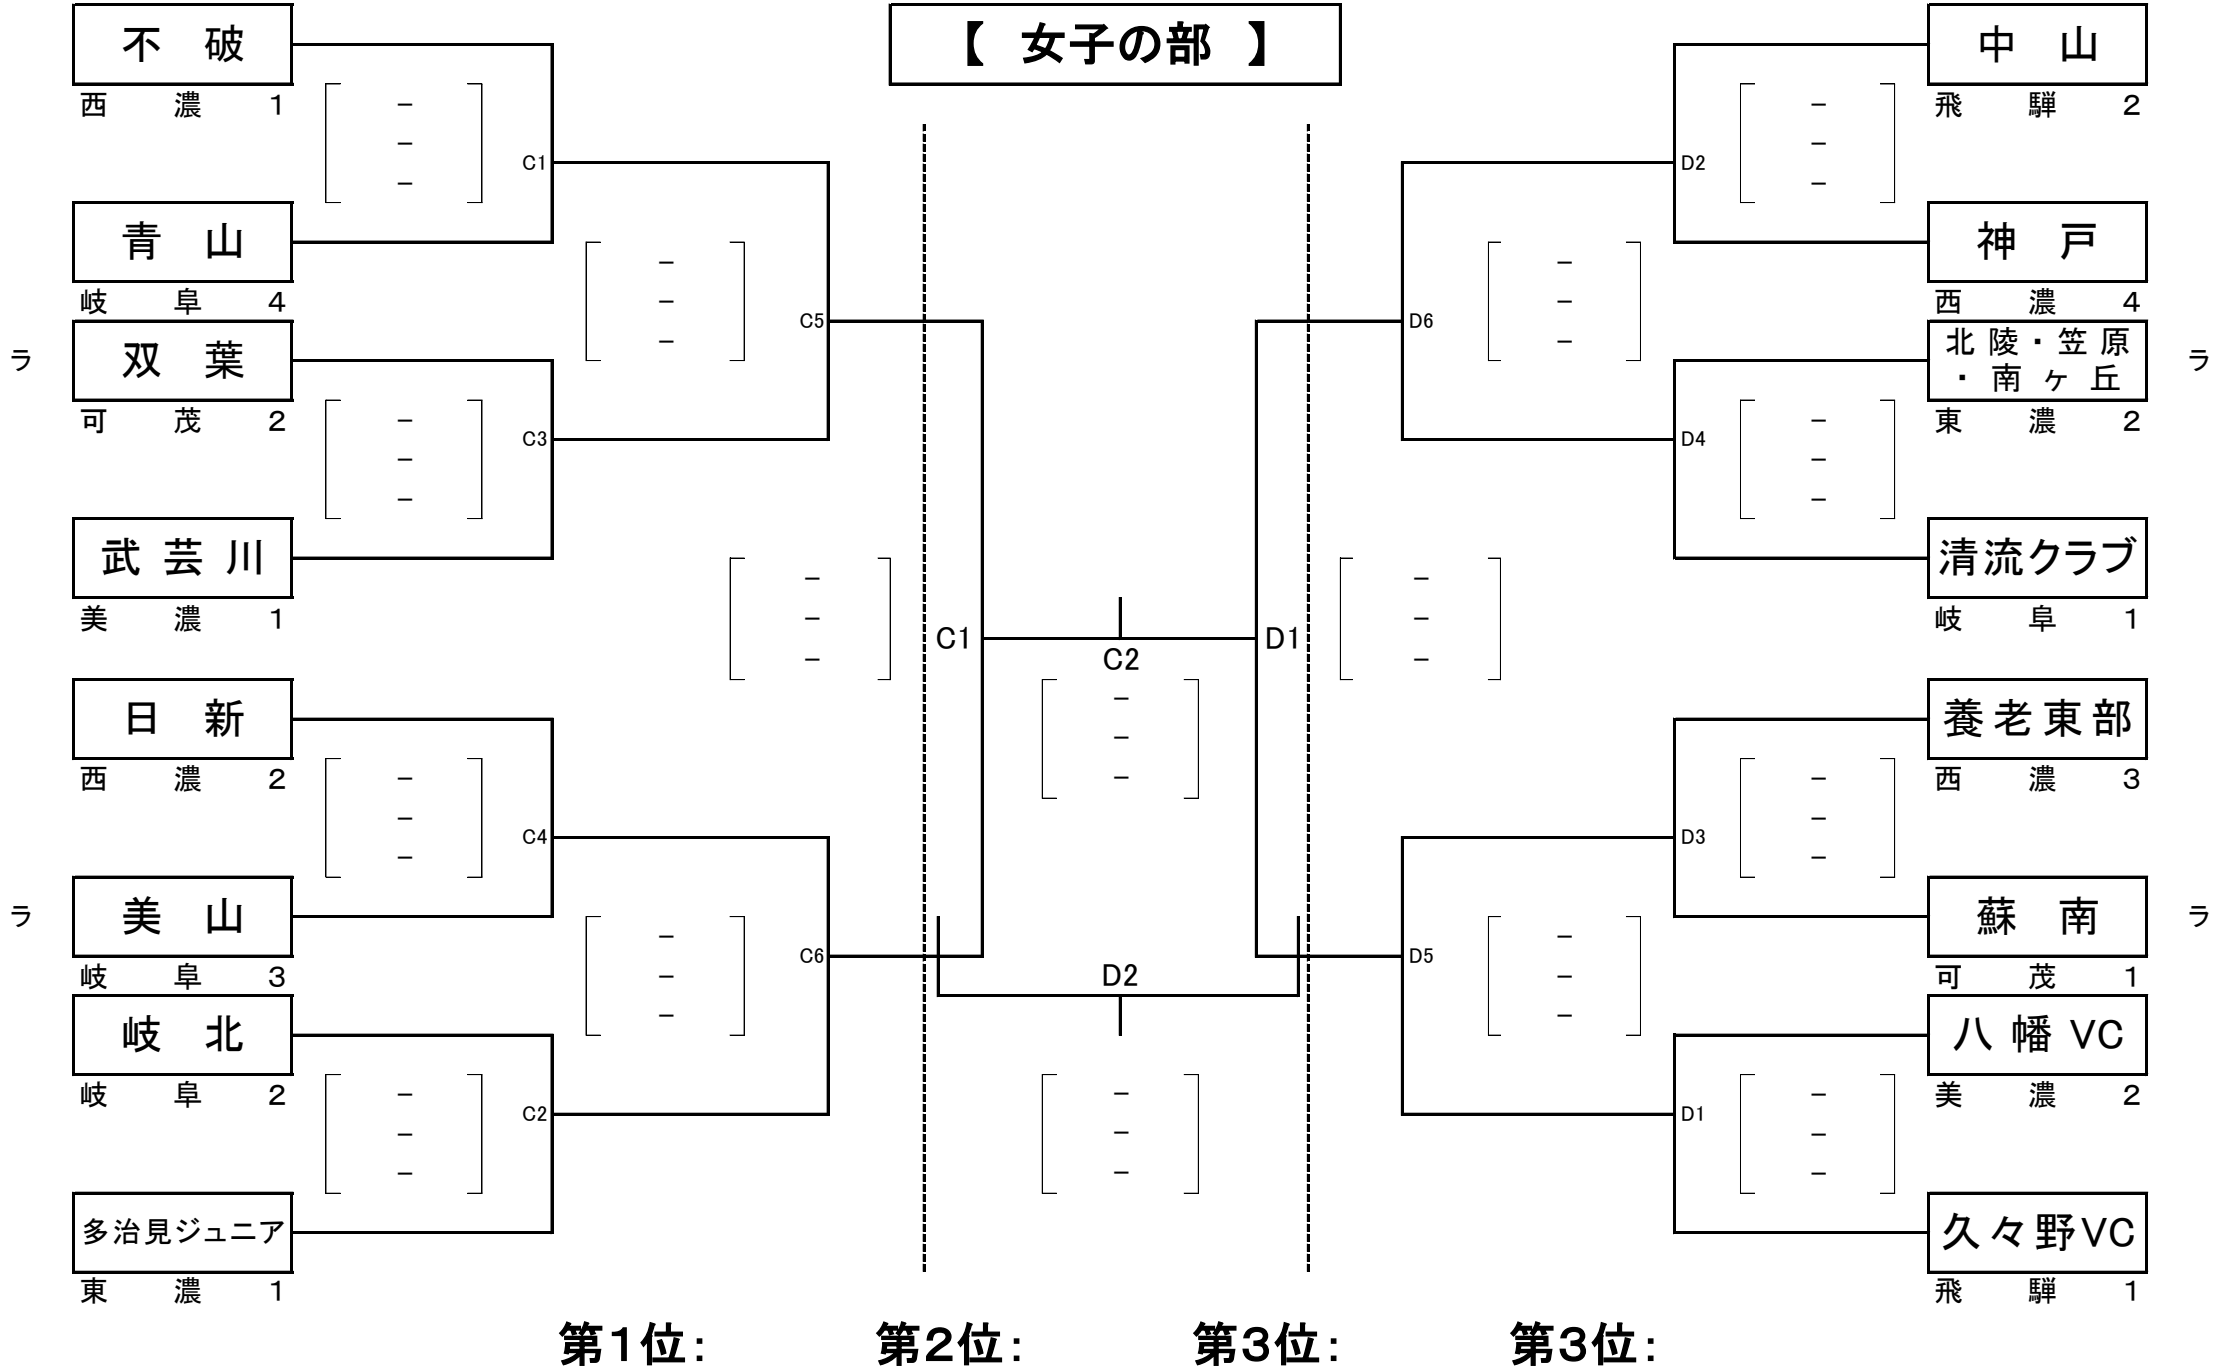 【 女子の部 】
不 破
西 濃 1
-
-
-
C1
青 山
岐 阜 4
ラ
双 葉
可 茂 2
-
-
-
C3
武 芸 川
美 濃 1
-
-
-
C5
日 新
西 濃 2
-
-
-
C4
ラ
美 山
岐 阜 3
岐 北
岐 阜 2
-
-
-
C2
多治見ジュニア
東 濃 1
-
-
-
C6
-
-
-
C1
C2
-
-
-
D2
-
-
-
D1
-
-
-
中 山
飛 騨 2
D2
-
-
-
神 戸
西 濃 4
D6
-
-
-
北 陵・笠 原
・ 南 ヶ 丘
ラ
東 濃 2
D4
-
-
-
清流クラブ
岐 阜 1
養老東部
西 濃 3
D3
-
-
-
蘇 南
ラ
可 茂 1
D5
-
-
-
八 幡 VC
美 濃 2
D1
-
-
-
久々野VC
飛 騨 1
第1位: 第2位: 第3位: 第3位: